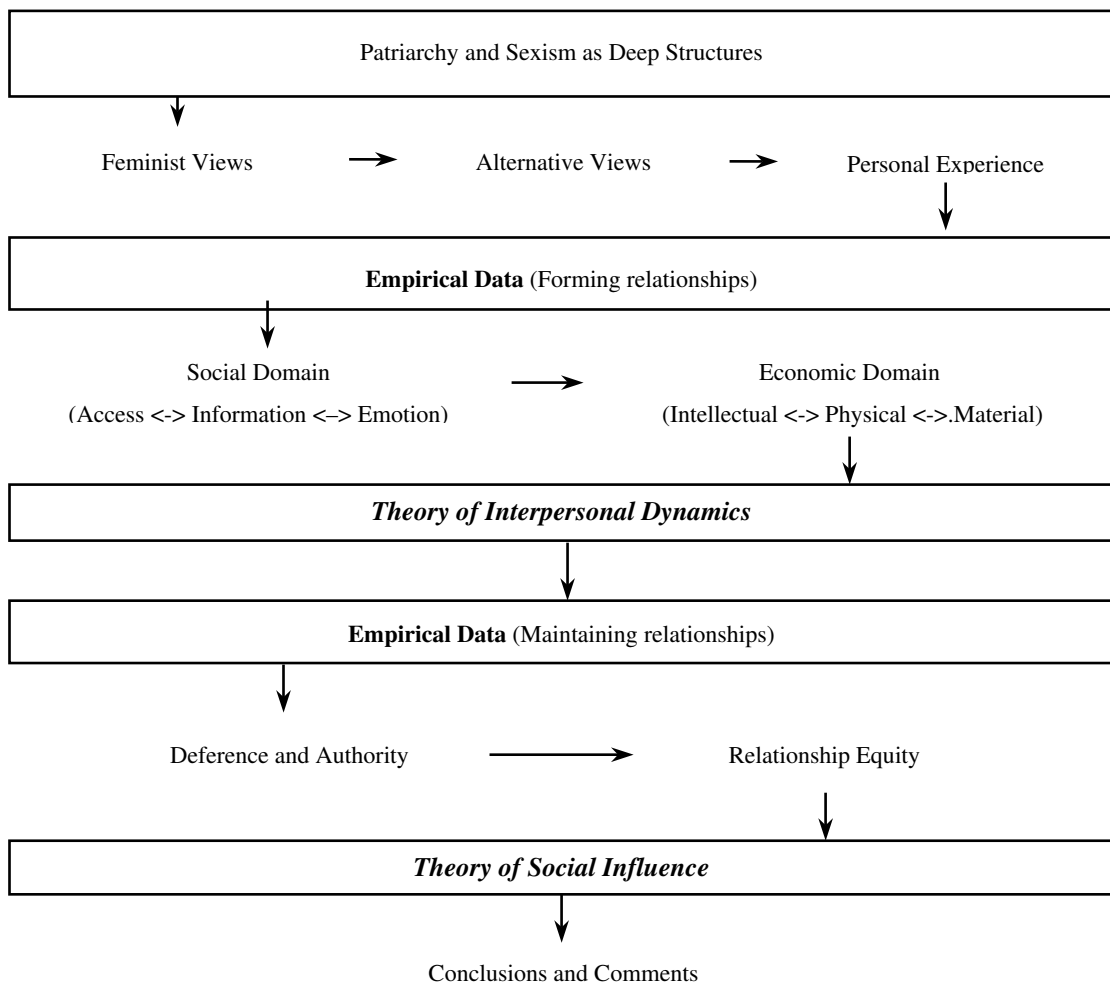 Patriarchy and Sexism as Deep Structures
Feminist Views
Alternative Views
Personal Experience
Empirical Data (Forming relationships)
Social Domain
Economic Domain
(Access <-> Information <–> Emotion)
(Intellectual <-> Physical <->.Material)
Theory of Interpersonal Dynamics
Empirical Data (Maintaining relationships)
Deference and Authority
Relationship Equity
Theory of Social Influence
Conclusions and Comments